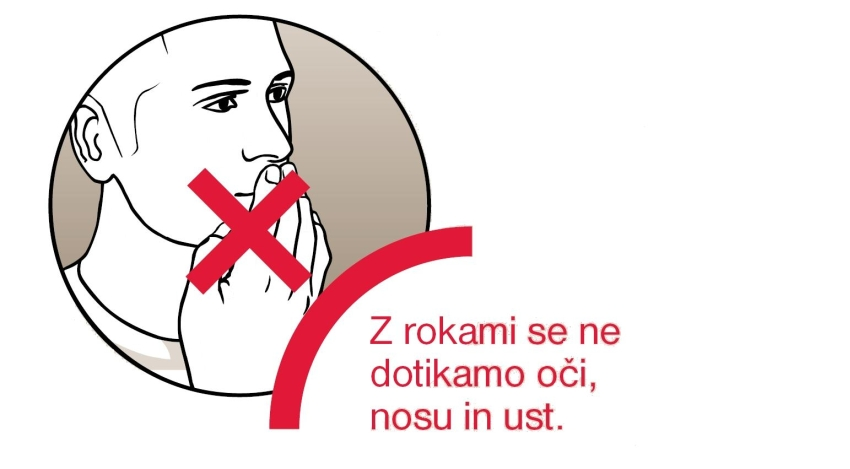 Z rokami se ne
dotikamo oči,
nosu in ust.